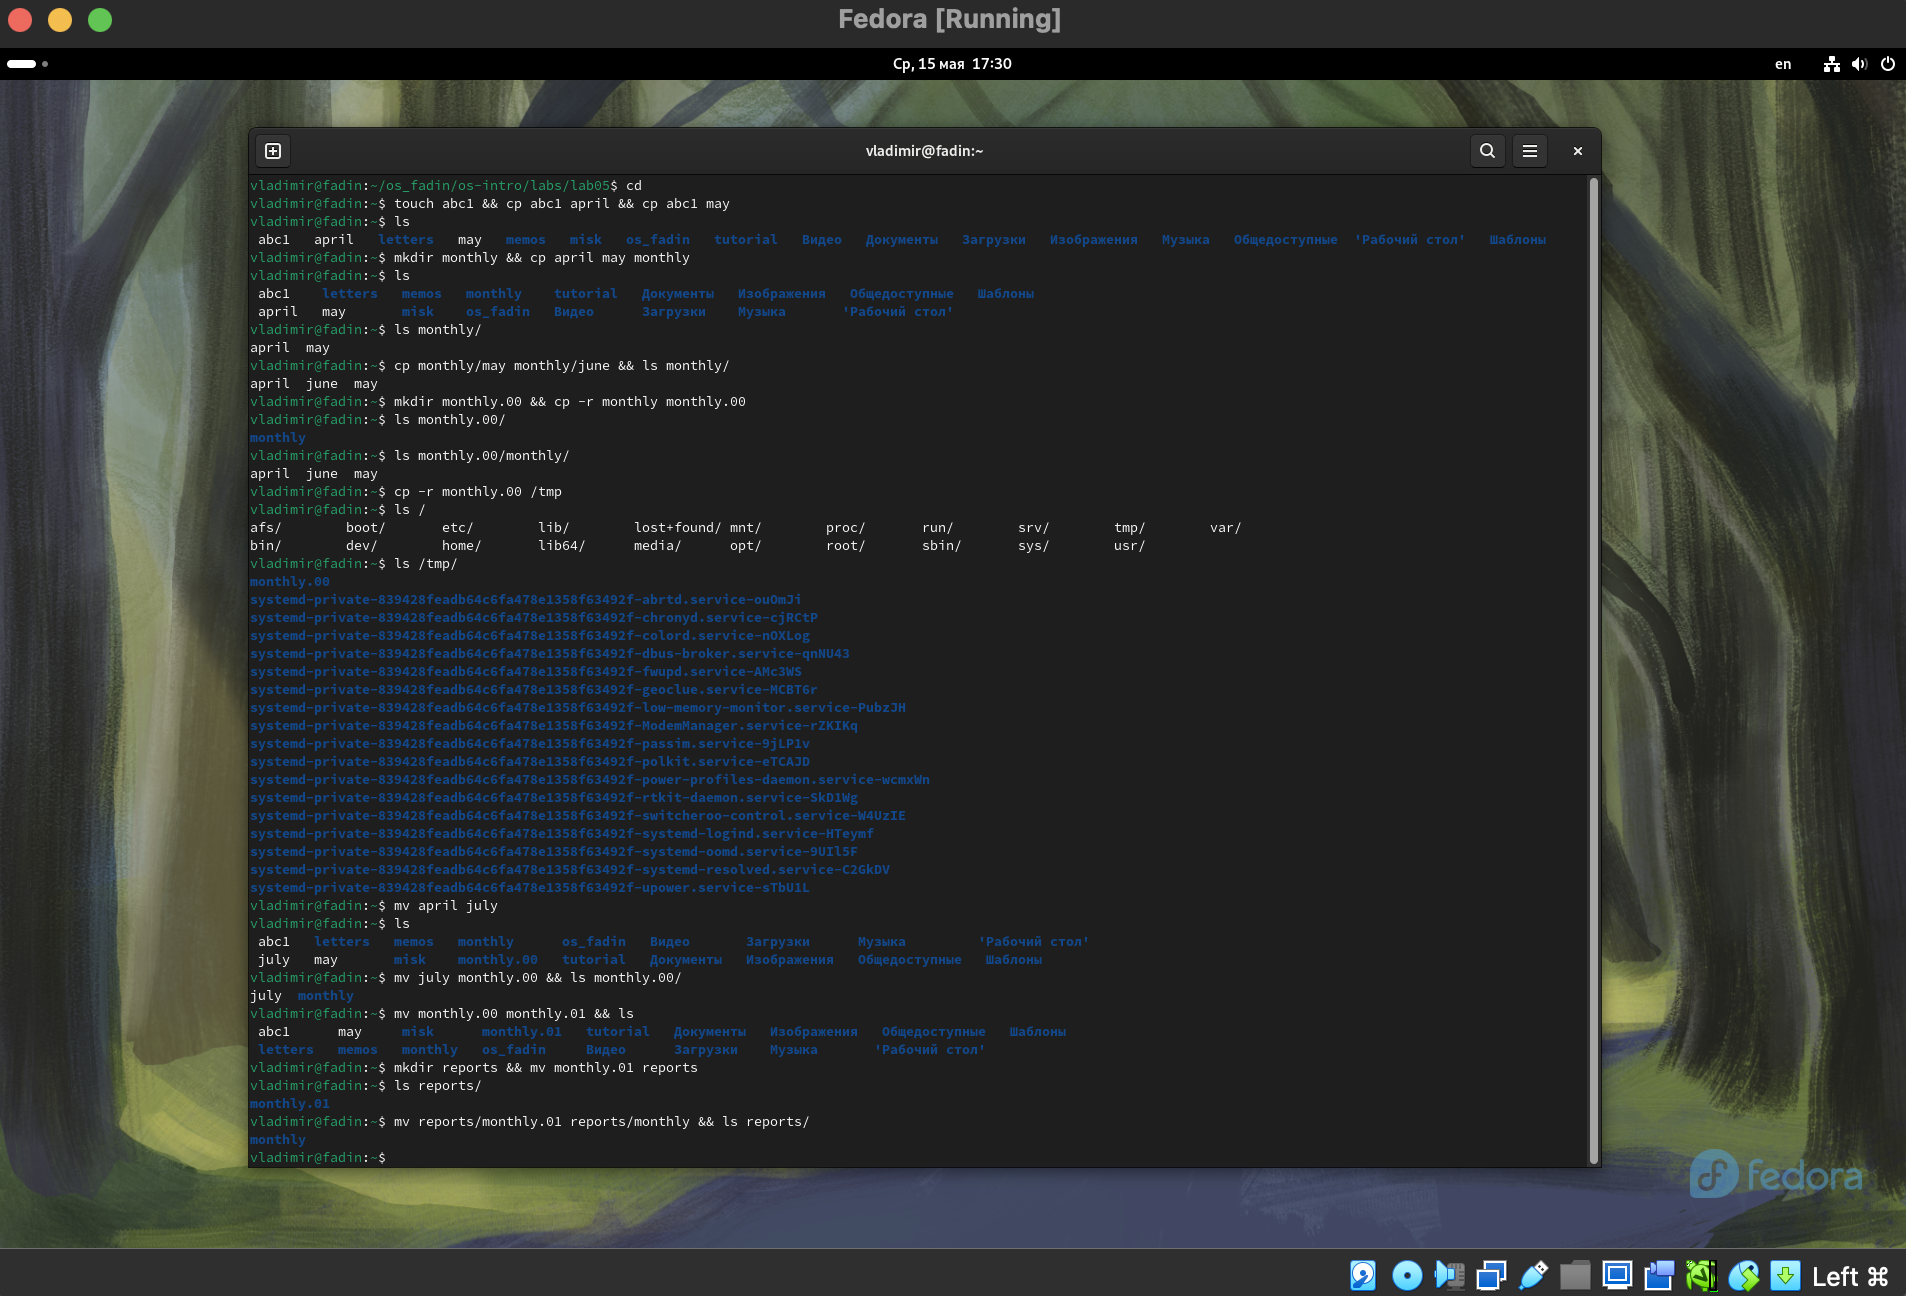 Fedora [Running]
Ср, 15 мая 17:30
en
vladimir@fadin:~
vladimir@fadin:~/os_fadin/os-intro/labs/lab05$ cd
vladimir@fadin:~$ touch abc1 && cp abc1 april && cp abc1 may
vladimir@fadin:~$ ls
abc1 april letters may memos misk os_fadin tutorial Видео Документы Загрузки Изображения Музыка Общедоступные 'Рабочий стол' Шаблоны
vladimir@fadin:~$ mkdir monthly && cp april may monthly
vladimir@fadin:~$ ls
abc1 letters memos monthly tutorial Документы Изображения Общедоступные Шаблоны
april may misk os_fadin Видео Загрузки Музыка 'Рабочий стол'
vladimir@fadin:~$ ls monthly/
april may
vladimir@fadin:~$ cp monthly/may monthly/june && ls monthly/
april june may
vladimir@fadin:~$ mkdir monthly.00 && cp -r monthly monthly.00
vladimir@fadin:~$ ls monthly.00/
monthly
vladimir@fadin:~$ ls monthly.00/monthly/
april june may
vladimir@fadin:~$ cp -r monthly.00 /tmp
vladimir@fadin:~$ ls /
afs/ boot/ etc/ lib/ lost+found/ mnt/ proc/ run/ srv/ tmp/ var/
bin/ dev/ home/ lib64/ media/ opt/ root/ sbin/ sys/ usr/
vladimir@fadin:~$ ls /tmp/
monthly.00
systemd-private-839428feadb64c6fa478e1358f63492f-abrtd.service-ouOmJi
systemd-private-839428feadb64c6fa478e1358f63492f-chronyd.service-cjRCtP
systemd-private-839428feadb64c6fa478e1358f63492f-colord.service-nOXLog
systemd-private-839428feadb64c6fa478e1358f63492f-dbus-broker.service-qnNU43
systemd-private-839428feadb64c6fa478e1358f63492f-fwupd.service-AMc3WS
systemd-private-839428feadb64c6fa478e1358f63492f-geoclue.service-MCBT6r
systemd-private-839428feadb64c6fa478e1358f63492f-low-memory-monitor.service-PubzJH
systemd-private-839428feadb64c6fa478e1358f63492f-ModemManager.service-rZKIKq
systemd-private-839428feadb64c6fa478e1358f63492f-passim.service-9jLP1v
systemd-private-839428feadb64c6fa478e1358f63492f-polkit.service-eTCAJD
systemd-private-839428feadb64c6fa478e1358f63492f-power-profiles-daemon.service-wcmxWn
systemd-private-839428feadb64c6fa478e1358f63492f-rtkit-daemon.service-SkD1Wg
systemd-private-839428feadb64c6fa478e1358f63492f-switcheroo-control.service-W4UzIE
systemd-private-839428feadb64c6fa478e1358f63492f-systemd-logind.service-HTeymf
systemd-private-839428feadb64c6fa478e1358f63492f-systemd-oomd.service-9UIl5F
systemd-private-839428feadb64c6fa478e1358f63492f-systemd-resolved.service-C2GkDV
systemd-private-839428feadb64c6fa478e1358f63492f-upower.service-sTbU1L
vladimir@fadin:~$ mv april july
vladimir@fadin:~$ ls
abc1 letters memos monthly os_fadin Видео Загрузки Музыка 'Рабочий стол'
july may misk monthly.00 tutorial Документы Изображения Общедоступные Шаблоны
vladimir@fadin:~$ mv july monthly.00 && ls monthly.00/
july monthly
vladimir@fadin:~$ mv monthly.00 monthly.01 && ls
abc1 may misk monthly.01 tutorial Документы Изображения Общедоступные Шаблоны
letters memos monthly os_fadin Видео Загрузки Музыка 'Рабочий стол'
vladimir@fadin:~$ mkdir reports && mv monthly.01 reports
vladimir@fadin:~$ ls reports/
monthly.01
vladimir@fadin:~$ mv reports/monthly.01 reports/monthly && ls reports/
monthly
vladimir@fadin:~$
fedora
Left ⌘